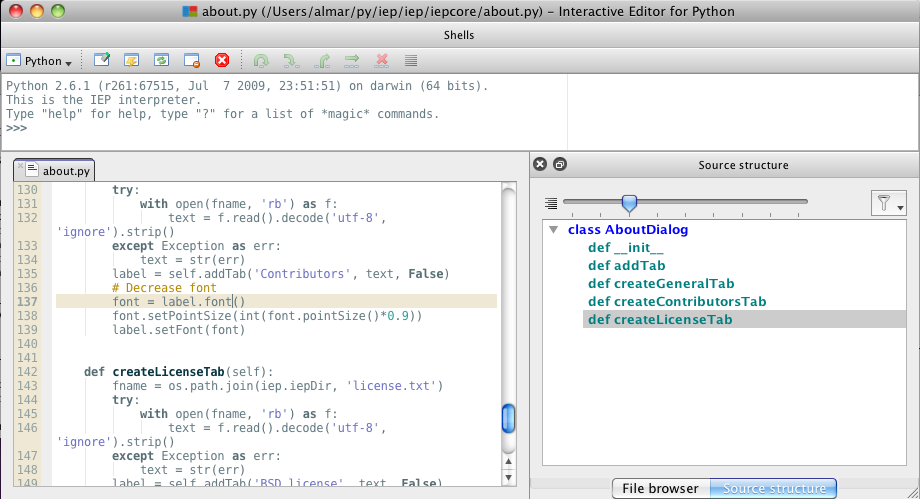 about.py (/Users/almar/py/iep/iep/iepcore/about.py) - Interactive Editor for Python
Shells
Python
Python 2.6.1 (r261:67515, Jul  7 2009, 23:51:51) on darwin (64 bits).
This is the IEP interpreter.
Type "help" for help, type "?" for a list of *magic* commands.
>>>
about.py
130 try:
131 with open(fname, 'rb') as f:
132 text = f.read().decode('utf-8',
'ignore').strip()
133 except Exception as err:
134 text = str(err)
135 label = self.addTab('Contributors', text, False)
136 # Decrease font
137 font = label.font()
138 font.setPointSize(int(font.pointSize()*0.9))
139 label.setFont(font)
140
141
142 def createLicenseTab(self):
143 fname = os.path.join(iep.iepDir, 'license.txt')
144 try:
145 with open(fname, 'rb') as f:
146 text = f.read().decode('utf-8',
'ignore').strip()
147 except Exception as err:
148 text = str(err)
149 label = self.addTab('BSD license', text, False)
Source structure
class AboutDialog
def __init__
def addTab
def createGeneralTab
def createContributorsTab
def createLicenseTab
File browser
Source structure